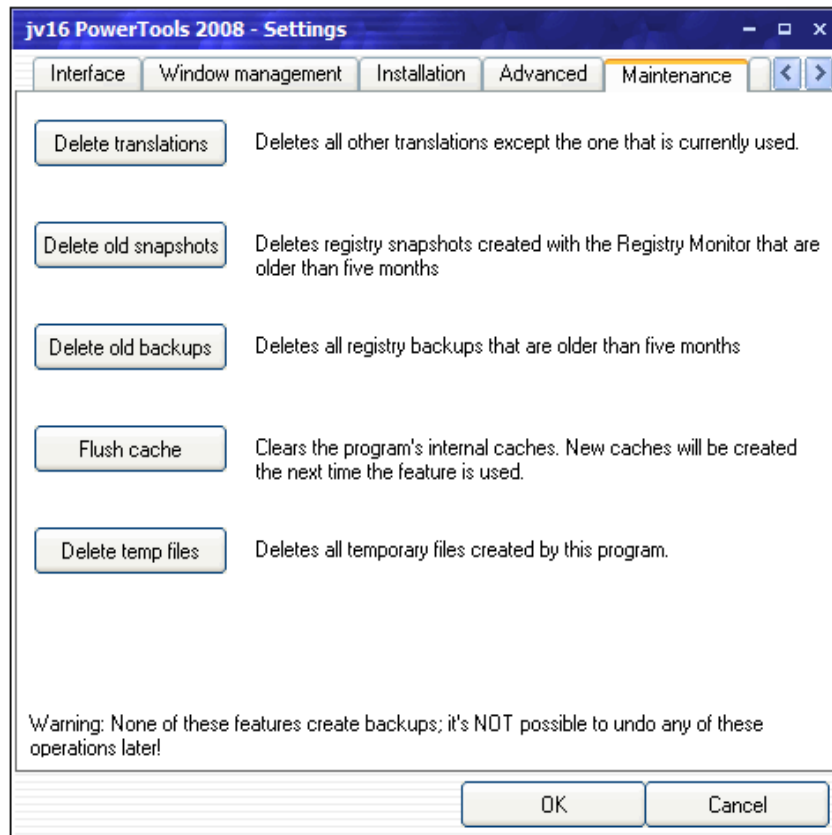 jv16 PowerTools 2008 - Settings
Interface
Window management
Installation
Advanced
Maintenance
Delete translations
Deletes all other translations except the one that is currently used.
Delete old snapshots
Deletes registry snapshots created with the Registry Monitor that are
older than five months
Delete old backups
Deletes all registry backups that are older than five months
Flush cache
Clears the program's internal caches. New caches will be created
the next time the feature is used.
Delete temp files
Deletes all temporary files created by this program.
Warning: None of these features create backups; it's NOT possible to undo any of these
operations later!
OK
Cancel